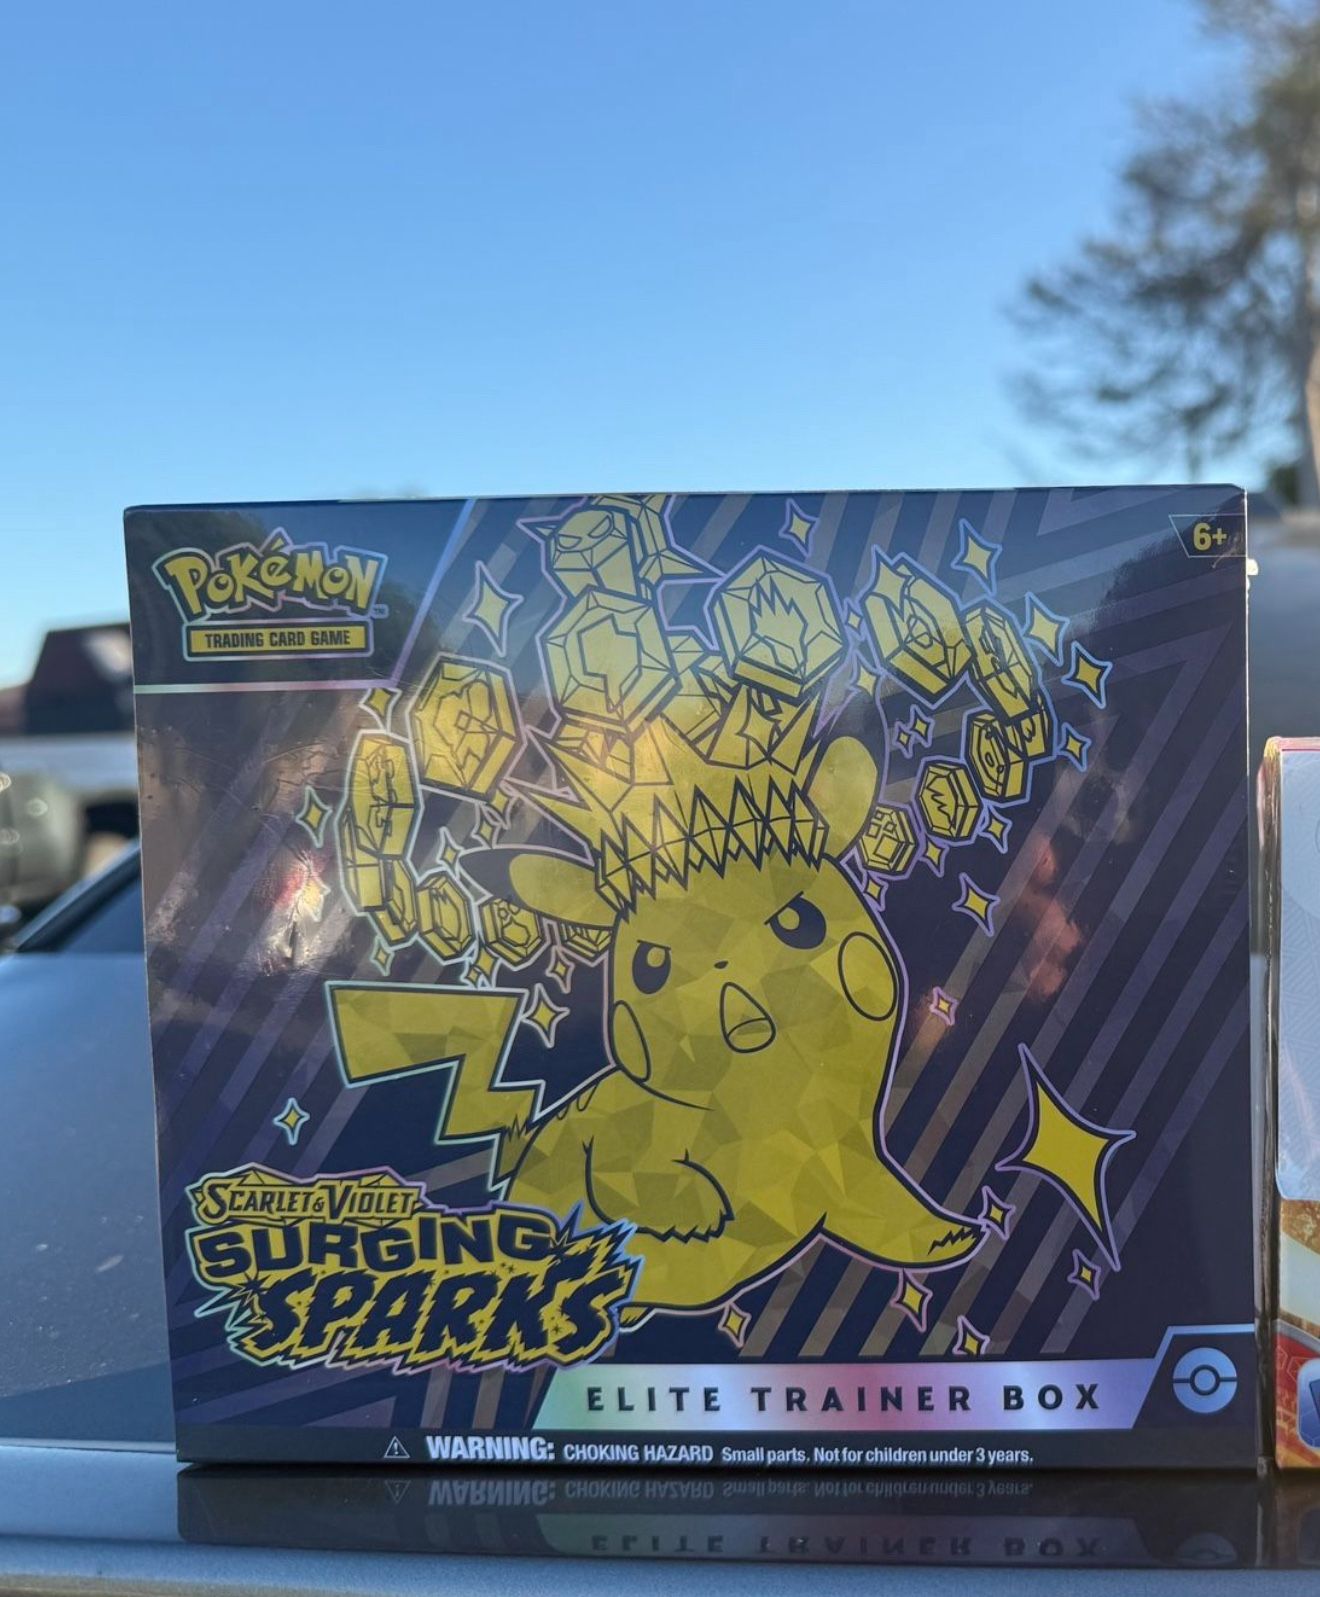 POKéMON
TRADING CARD GAME
6+
SCARLET & VIOLET
SURGING
SPARKS
ELITE TRAINER BOX
⚠ WARNING: CHOKING HAZARD Small parts. Not for children under 3 years.